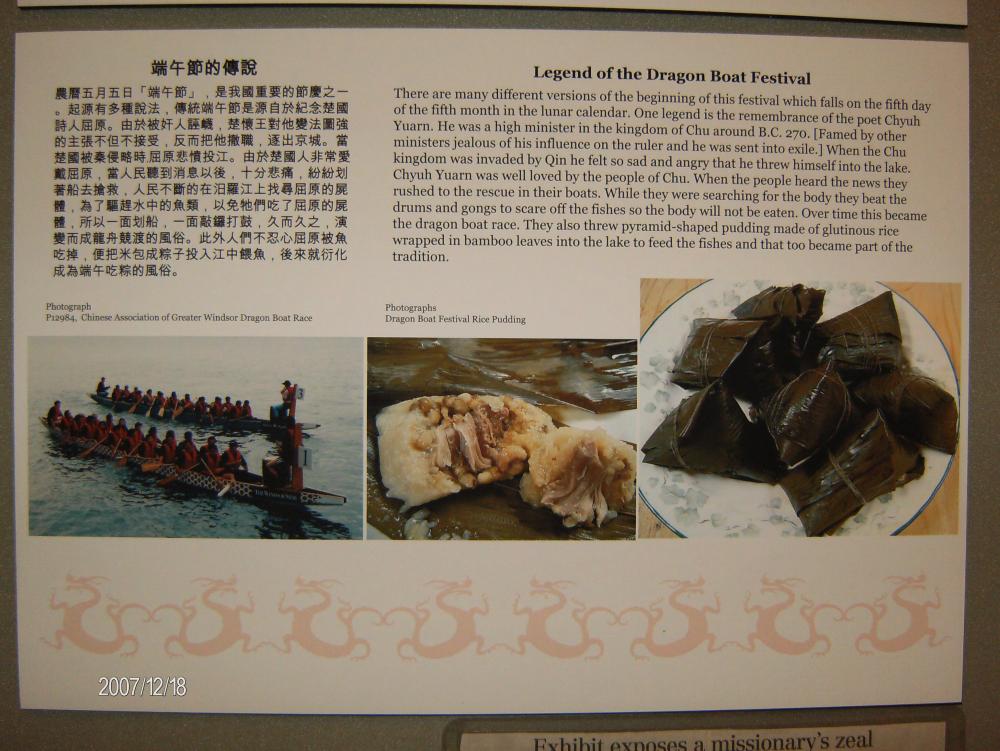 端午節的傳說
農曆五月五日「端午節」，是我國重要的節慶之一
。起源有多種說法，傳統端午節是源自於紀念楚國
詩人屈原。由於被奸人誣衊，楚懷王對他變法圖強
的主張不但不接受，反而把他撤職，逐出京城。當
楚國被秦侵略時屈原悲憤投江。由於楚國人非常愛
戴屈原，當人民聽到消息以後，十分悲痛，紛紛划
著船去搶救，人民不斷的在汨羅江上找尋屈原的屍
體，為了驅趕水中的魚類，以免牠們吃了屈原的屍
體，所以一面划船，一面敲鑼打鼓，久而久之，演
變而成龍舟競渡的風俗。此外人們不忍心屈原被魚
吃掉，便把米包成粽子投入江中餵魚，後來就衍化
成為端午吃粽的風俗。
Legend of the Dragon Boat Festival
There are many different versions of the beginning of this festival which falls on the fifth day
of the fifth month in the lunar calendar. One legend is the remembrance of the poet Chyuh
Yuarn. He was a high minister in the kingdom of Chu around B.C. 270. [Famed by other
ministers jealous of his influence on the ruler and he was sent into exile.] When the Chu
kingdom was invaded by Qin he felt so sad and angry that he threw himself into the lake.
Chyuh Yuarn was well loved by the people of Chu. When the people heard the news they
rushed to the rescue in their boats. While they were searching for the body they beat the
drums and gongs to scare off the fishes so the body will not be eaten. Over time this became
the dragon boat race. They also threw pyramid-shaped pudding made of glutinous rice
wrapped in bamboo leaves into the lake to feed the fishes and that too became part of the
tradition.
Photograph
P12984, Chinese Association of Greater Windsor Dragon Boat Race
Photographs
Dragon Boat Festival Rice Pudding
3
1
2007/12/18
Exhibit exposes a missionary's zeal